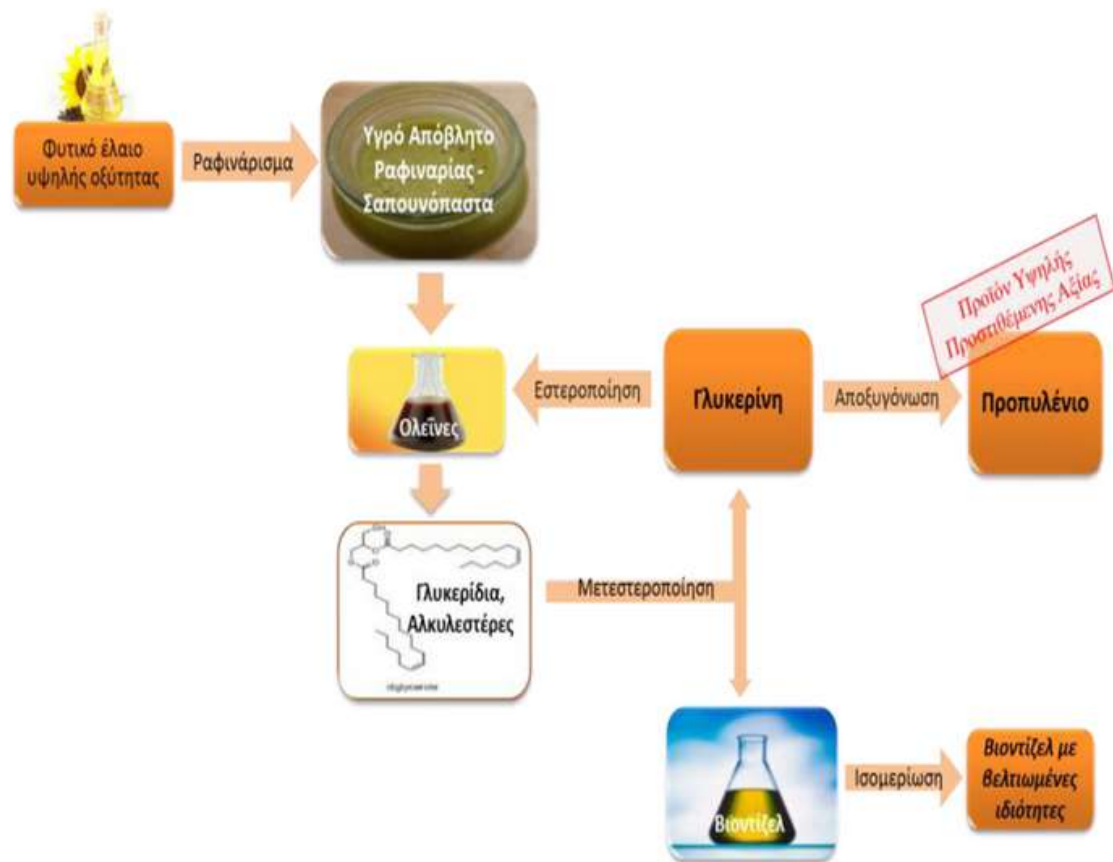 Φυτικό έλαιο
υψηλής οξύτητας
Ραφινάρισμα
Υγρό Απόβλητο
Ραφιναρίας -
Σαπουνόπαστα
Προϊόν Υψηλής
Προστιθέμενης Αξίας
Ολεΐνες
Εστεροποίηση
Γλυκερίνη
Αποξυγόνωση
Προπυλένιο
Γλυκερίδια,
Αλκυλεστέρες
Μετεστεροποίηση
Βιοντίζελ
Ισομερίωση
Βιοντίζελ με
βελτιωμένες
ιδιότητες